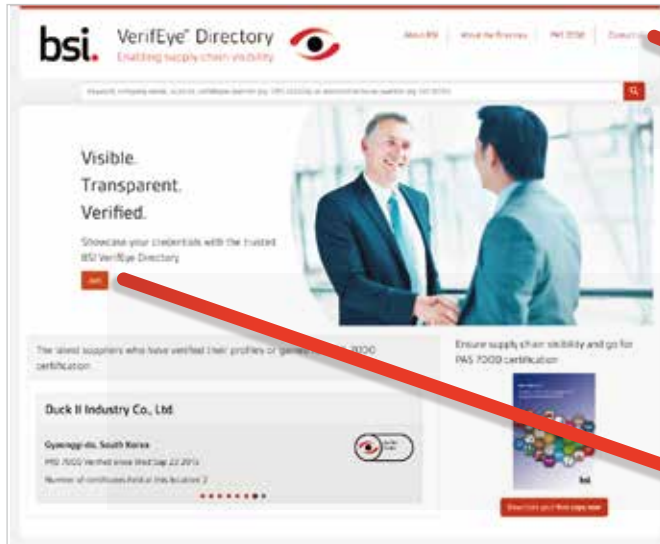 bsi.
VerifEye™ Directory
Enabling supply chain visibility
About BSI
About the Directory
PAS 7000
Contact
Visible.
Transparent.
Verified.
Showcase your credentials with the trusted
BSI VerifEye Directory
Join
The latest suppliers who have verified their profiles or gained 7000
certification
Duck Il Industry Co., Ltd
Gyeonggi-do, South Korea
PAS 7000 Verified since Wed Sep 23 2015
Number of certificates held at this location 2
Ensure supply chain visibility and go for
PAS 7000 certification
bsi
Download your free copy now